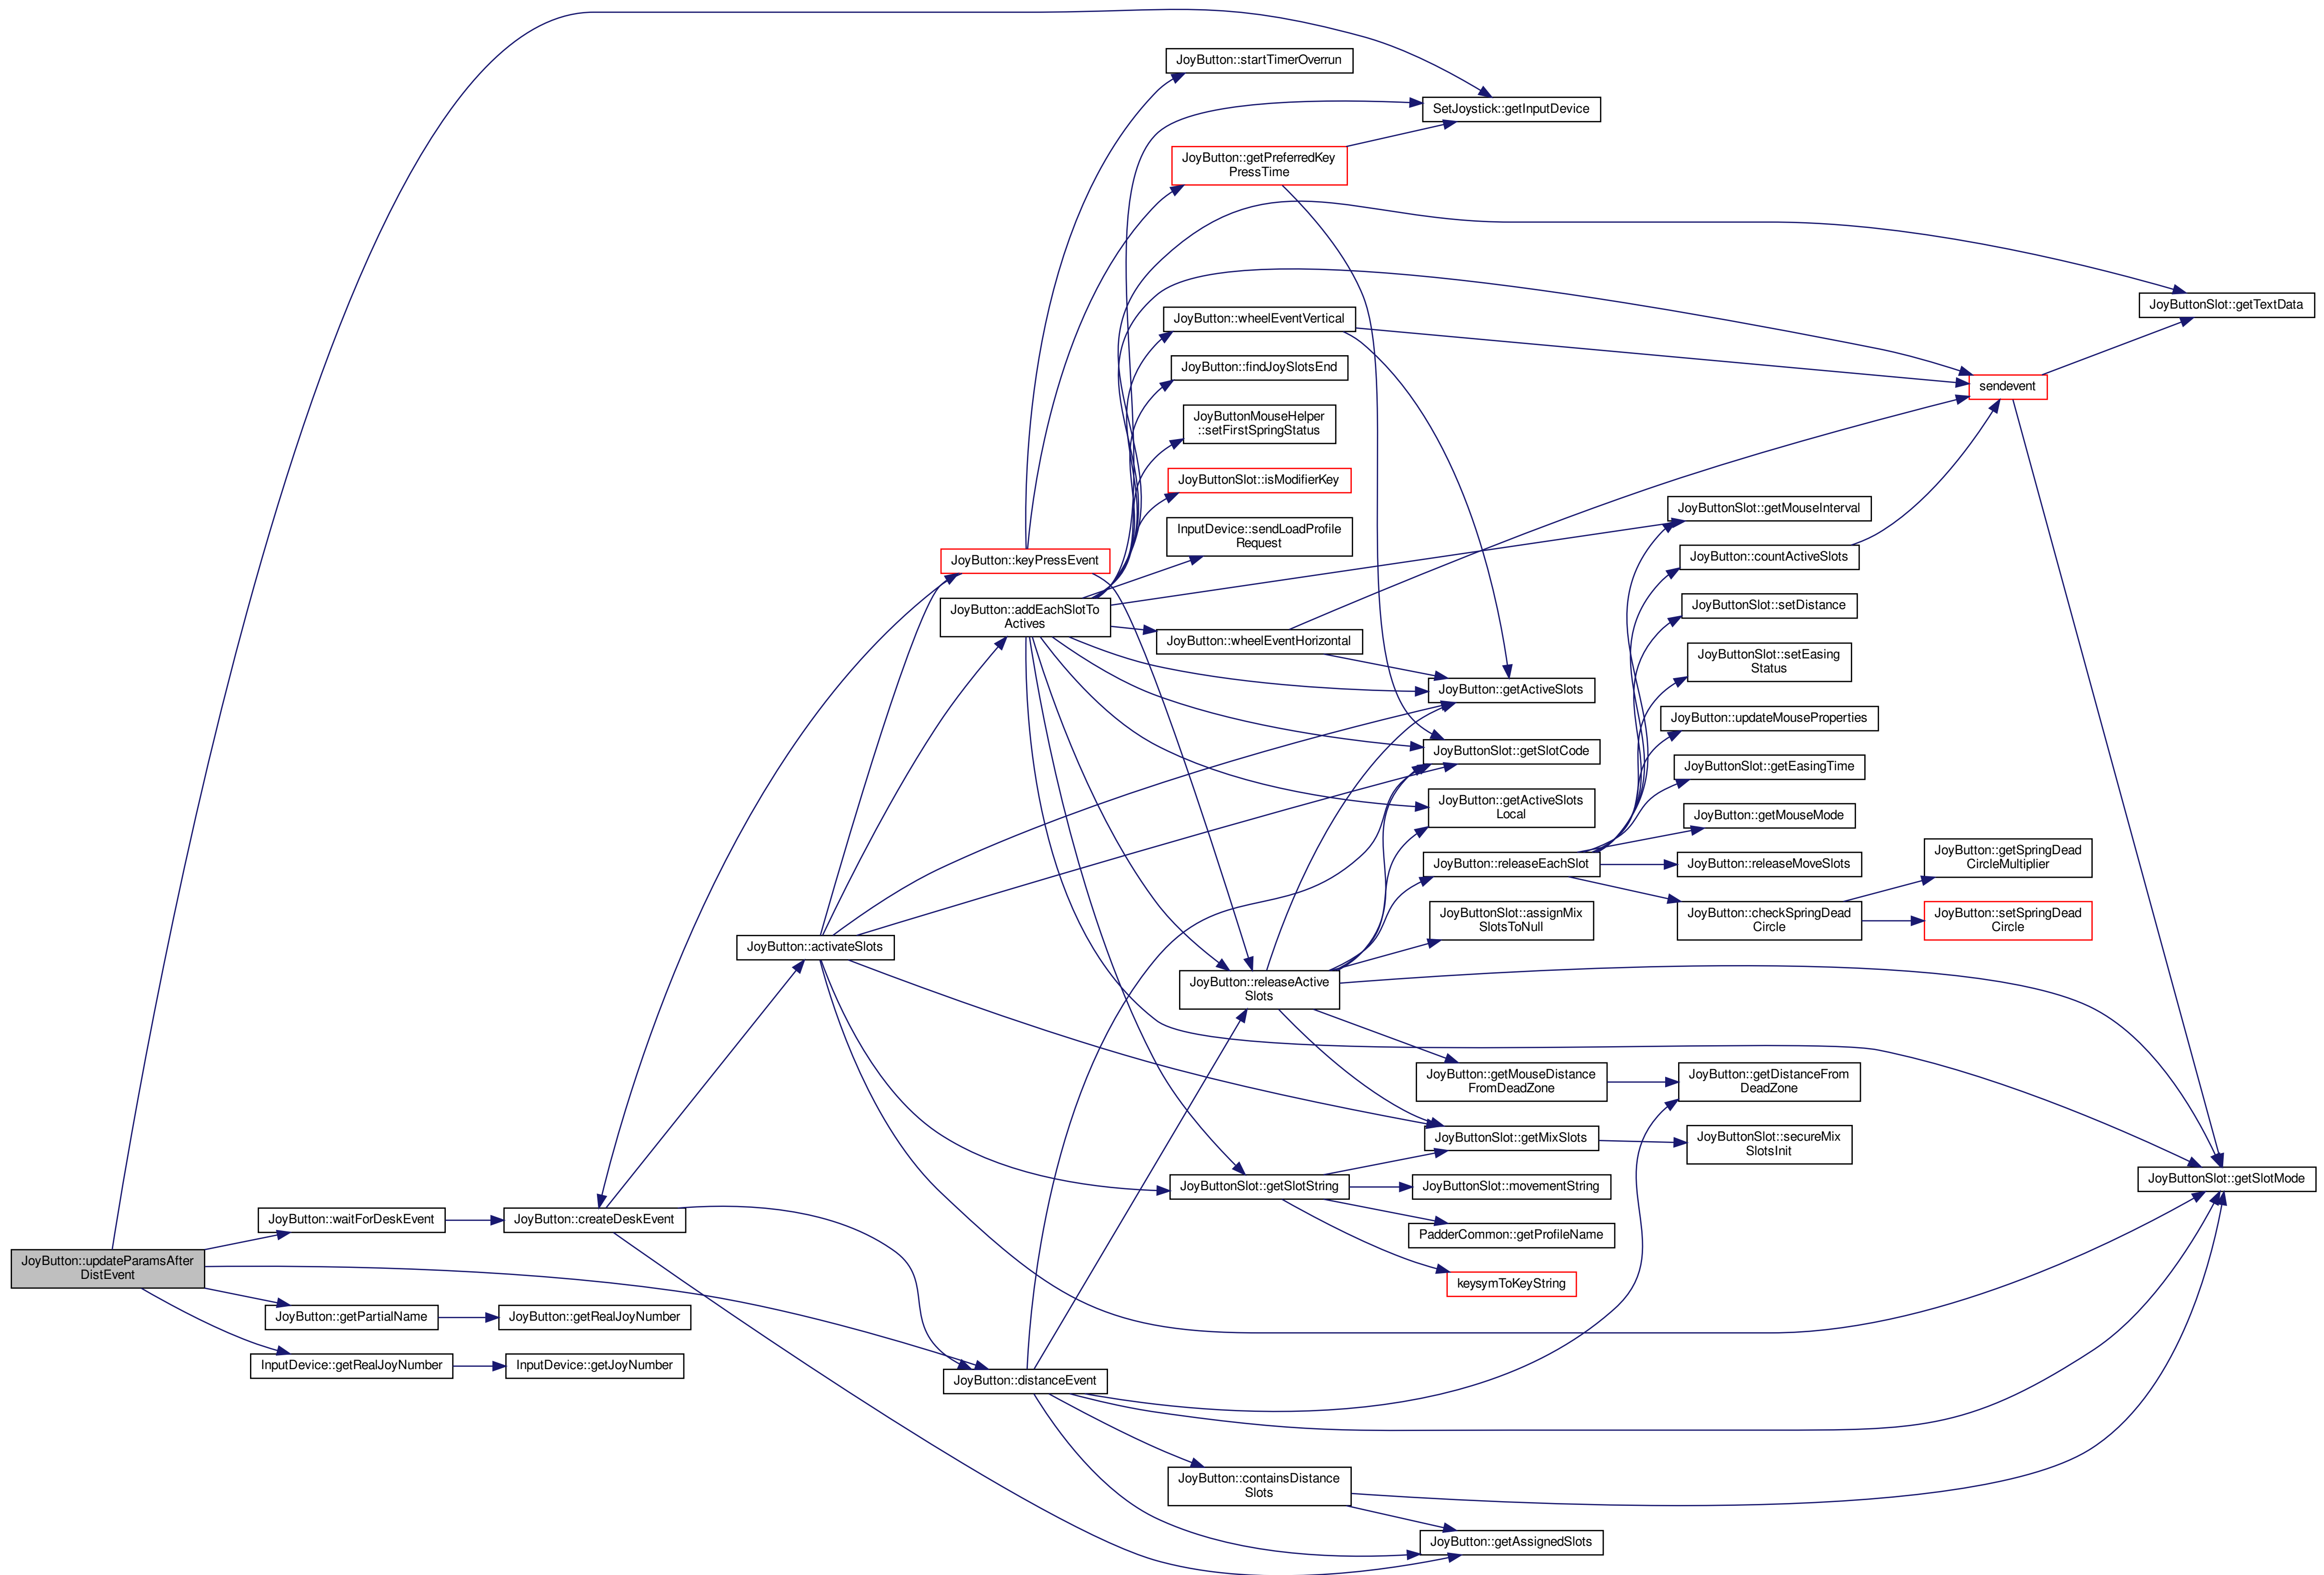 JoyButton::startTimerOverrun
SetJoystick::getInputDevice
JoyButton::getPreferredKey
PressTime
JoyButtonSlot::getTextData
JoyButton::wheelEventVertical
JoyButton::findJoySlotsEnd
sendevent
JoyButtonMouseHelper
::setFirstSpringStatus
JoyButtonSlot::isModifierKey
JoyButtonSlot::getMouseInterval
InputDevice::sendLoadProfile
Request
JoyButton::keyPressEvent
JoyButton::countActiveSlots
JoyButton::addEachSlotTo
Actives
JoyButtonSlot::setDistance
JoyButton::wheelEventHorizontal
JoyButtonSlot::setEasing
Status
JoyButton::getActiveSlots
JoyButton::updateMouseProperties
JoyButtonSlot::getSlotCode
JoyButtonSlot::getEasingTime
JoyButton::getActiveSlots
Local
JoyButton::getMouseMode
JoyButton::releaseEachSlot
JoyButton::releaseMoveSlots
JoyButton::getSpringDead
CircleMultiplier
JoyButtonSlot::assignMix
SlotsToNull
JoyButton::checkSpringDead
Circle
JoyButton::setSpringDead
Circle
JoyButton::activateSlots
JoyButton::releaseActive
Slots
JoyButton::getMouseDistance
FromDeadZone
JoyButton::getDistanceFrom
DeadZone
JoyButtonSlot::getMixSlots
JoyButtonSlot::secureMix
SlotsInit
JoyButtonSlot::getSlotString
JoyButtonSlot::movementString
JoyButtonSlot::getSlotMode
JoyButton::waitForDeskEvent
JoyButton::createDeskEvent
PadderCommon::getProfileName
JoyButton::updateParamsAfter
DistEvent
keysymToKeyString
JoyButton::getPartialName
JoyButton::getRealJoyNumber
InputDevice::getRealJoyNumber
InputDevice::getJoyNumber
JoyButton::distanceEvent
JoyButton::containsDistance
Slots
JoyButton::getAssignedSlots